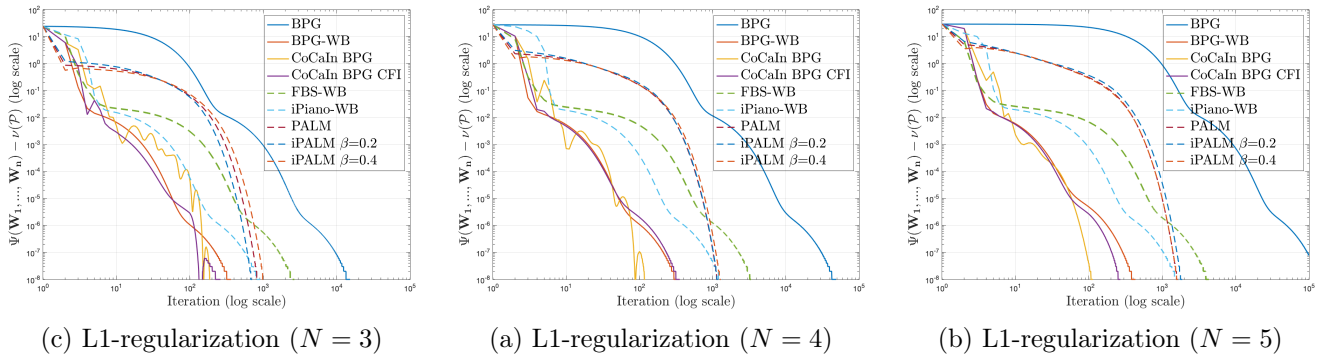 Ψ(W₁,..., Wₙ) − ν(𝒫) (log scale)
10²
10¹
10⁰
10⁻¹
10⁻²
10⁻³
10⁻⁴
10⁻⁵
10⁻⁶
10⁻⁷
10⁻⁸
BPG
BPG-WB
CoCaIn BPG
CoCaIn BPG CFI
FBS-WB
iPiano-WB
PALM
iPALM β=0.2
iPALM β=0.4
10⁰ 10¹ 10² 10³ 10⁴ 10⁵
Iteration (log scale)
(c) L1-regularization (N = 3)
Ψ(W₁,..., Wₙ) − ν(𝒫) (log scale)
10²
10¹
10⁰
10⁻¹
10⁻²
10⁻³
10⁻⁴
10⁻⁵
10⁻⁶
10⁻⁷
10⁻⁸
BPG
BPG-WB
CoCaIn BPG
CoCaIn BPG CFI
FBS-WB
iPiano-WB
PALM
iPALM β=0.2
iPALM β=0.4
10⁰ 10¹ 10² 10³ 10⁴ 10⁵
Iteration (log scale)
(a) L1-regularization (N = 4)
Ψ(W₁,..., Wₙ) − ν(𝒫) (log scale)
10²
10¹
10⁰
10⁻¹
10⁻²
10⁻³
10⁻⁴
10⁻⁵
10⁻⁶
10⁻⁷
10⁻⁸
BPG
BPG-WB
CoCaIn BPG
CoCaIn BPG CFI
FBS-WB
iPiano-WB
PALM
iPALM β=0.2
iPALM β=0.4
10⁰ 10¹ 10² 10³ 10⁴ 10⁵
Iteration (log scale)
(b) L1-regularization (N = 5)